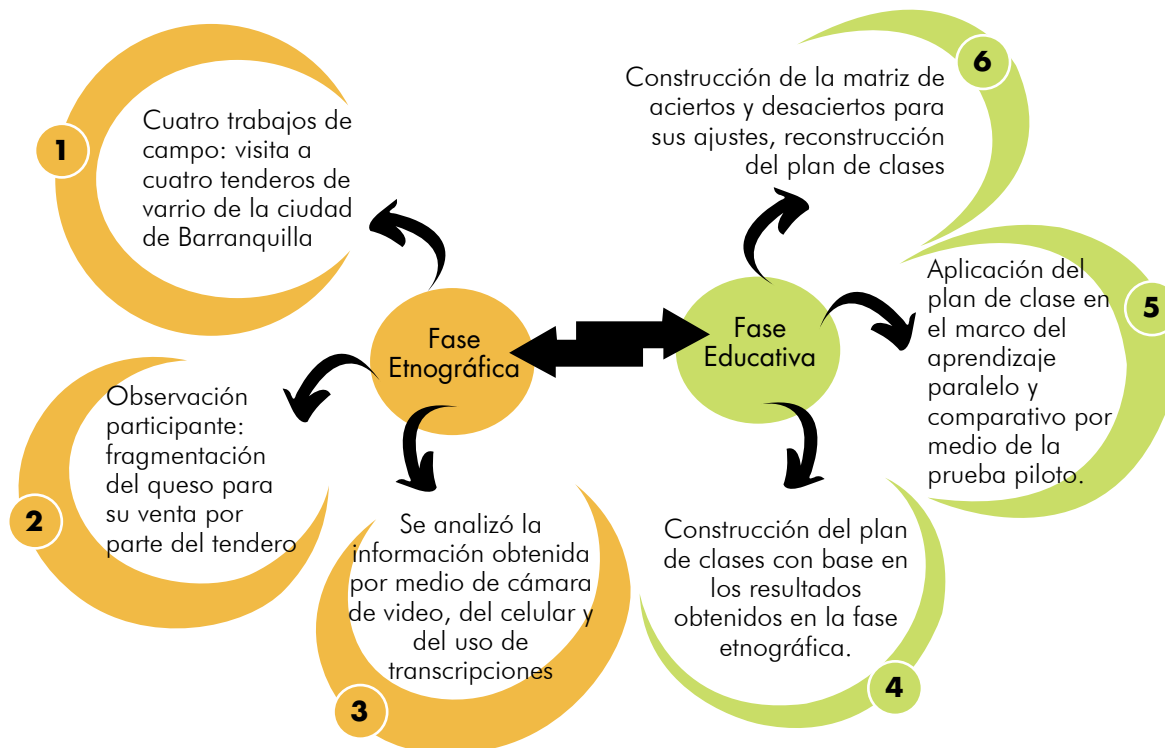 1
Cuatro trabajos de
campo: visita a
cuatro tenderos de
varrio de la ciudad
de Barranquilla
2
Observación
participante:
fragmentación
del queso para
su venta por
parte del tendero
3
Se analizó la
información obtenida
por medio de cámara
de video, del celular y
del uso de
transcripciones
Fase
Etnográfica
Fase
Educativa
4
Construcción del plan
de clases con base en
los resultados
obtenidos en la fase
etnográfica.
5
Aplicación del
plan de clase en
el marco del
aprendizaje
paralelo y
comparativo por
medio de la
prueba piloto.
6
Construcción de la matriz de
aciertos y desaciertos para
sus ajustes, reconstrucción
del plan de clases